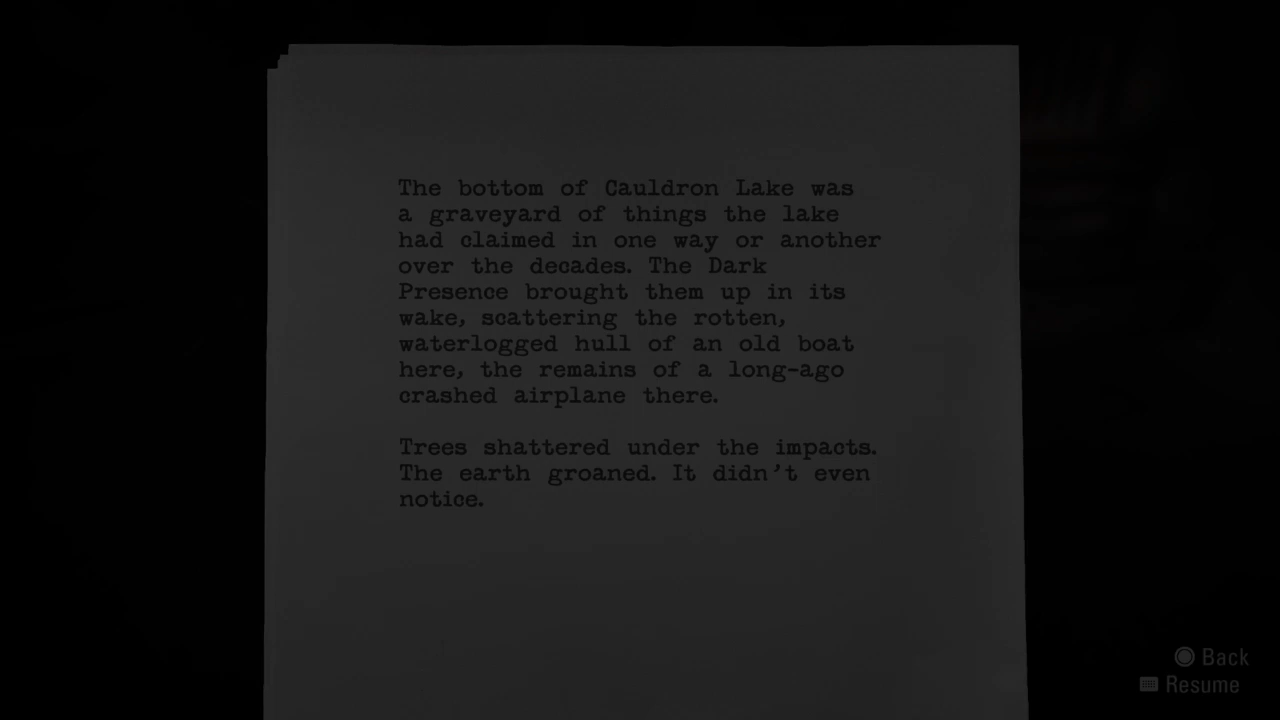 The bottom of Cauldron Lake was
a graveyard of things the lake
had claimed in one way or another
over the decades. The Dark
Presence brought them up in its
wake, scattering the rotten,
waterlogged hull of an old boat
here, the remains of a long-ago
crashed airplane there.
Trees shattered under the impacts.
The earth groaned. It didn't even
notice.
Back
Resume